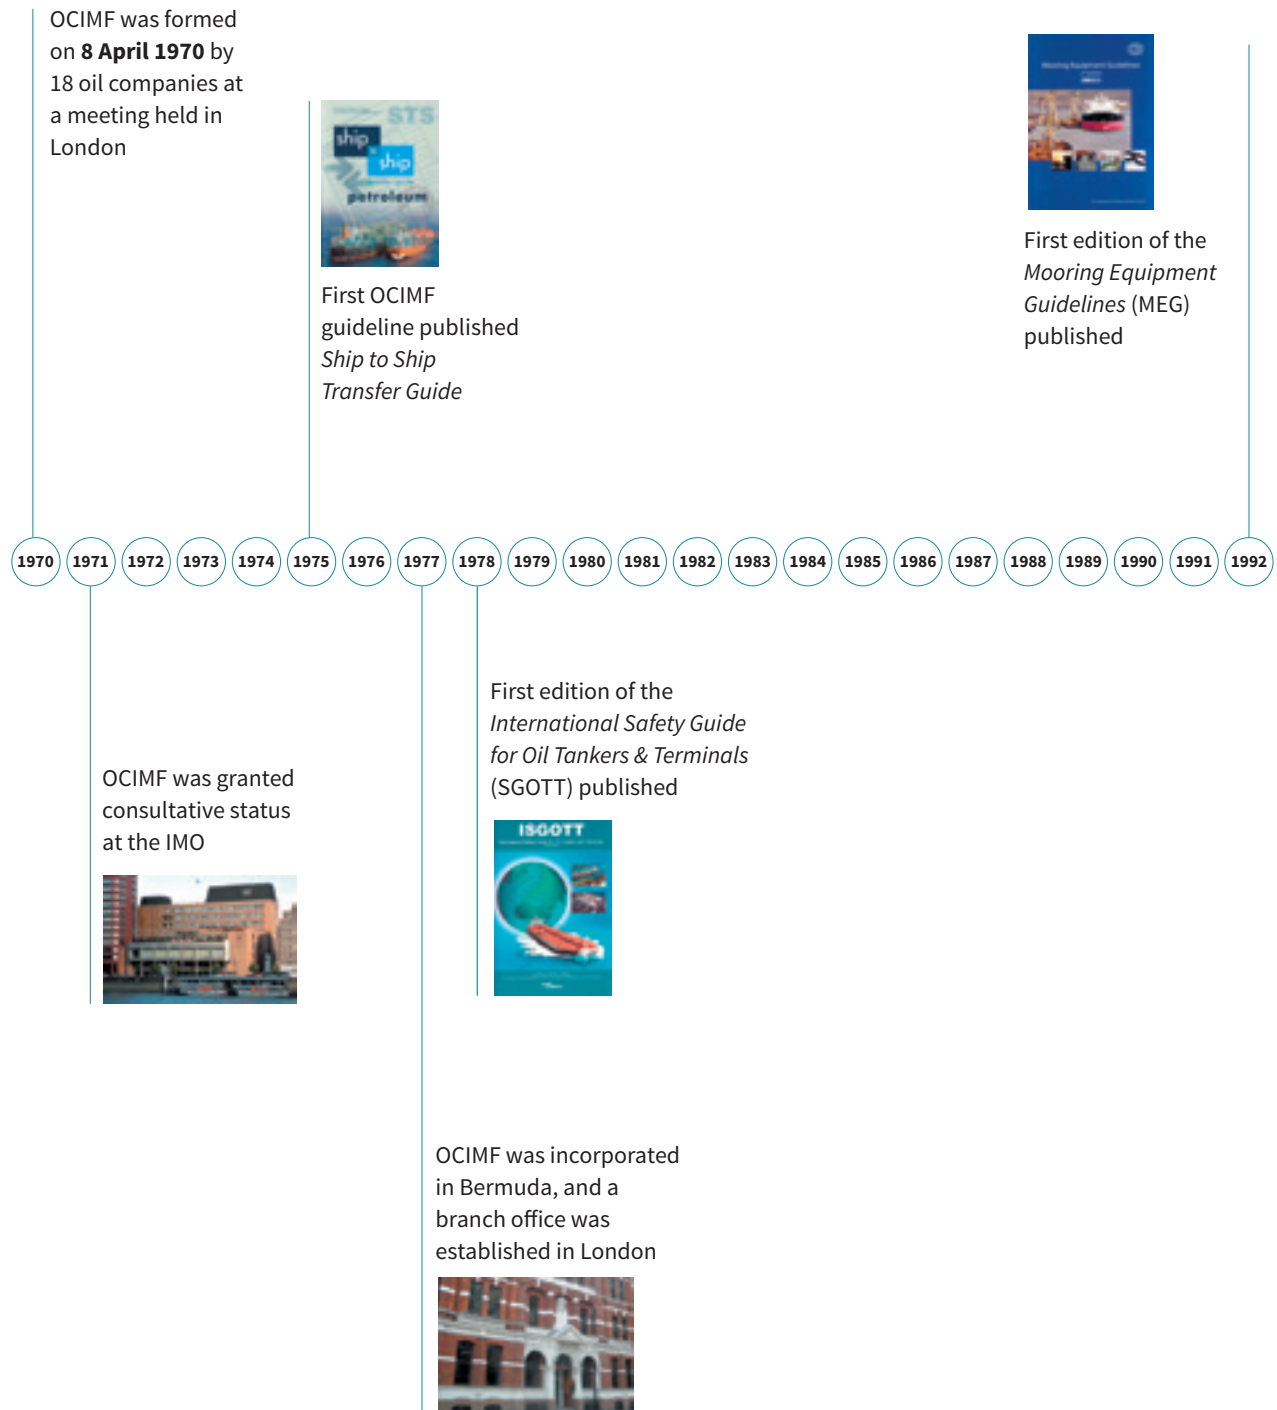 OCIMF was formed
on 8 April 1970 by
18 oil companies at
a meeting held in
London
STS
ship
ship
petroleum
First OCIMF
guideline published
Ship to Ship
Transfer Guide
Mooring Equipment Guidelines
First edition of the
Mooring Equipment
Guidelines (MEG)
published
1970 1971 1972 1973 1974 1975 1976 1977 1978 1979 1980 1981 1982 1983 1984 1985 1986 1987 1988 1989 1990 1991 1992
OCIMF was granted
consultative status
at the IMO
First edition of the
International Safety Guide
for Oil Tankers & Terminals
(SGOTT) published
ISGOTT
OCIMF was incorporated
in Bermuda, and a
branch office was
established in London